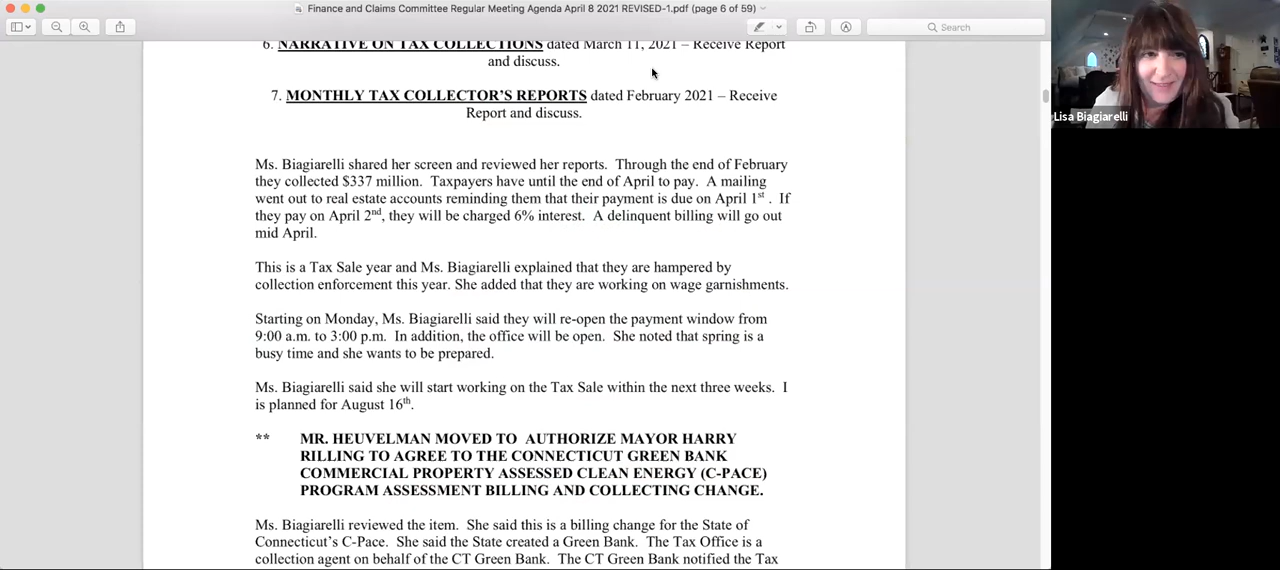 Finance and Claims Committee Regular Meeting Agenda April 8 2021 REVISED-1.pdf (page 6 of 59)
Search
6. NARRATIVE ON TAX COLLECTIONS dated March 11, 2021 – Receive Report
and discuss.
7. MONTHLY TAX COLLECTOR'S REPORTS dated February 2021 – Receive
Report and discuss.
Ms. Biagiarelli shared her screen and reviewed her reports. Through the end of February
they collected $337 million. Taxpayers have until the end of April to pay. A mailing
went out to real estate accounts reminding them that their payment is due on April 1st . If
they pay on April 2nd, they will be charged 6% interest. A delinquent billing will go out
mid April.
This is a Tax Sale year and Ms. Biagiarelli explained that they are hampered by
collection enforcement this year. She added that they are working on wage garnishments.
Starting on Monday, Ms. Biagiarelli said they will re-open the payment window from
9:00 a.m. to 3:00 p.m. In addition, the office will be open. She noted that spring is a
busy time and she wants to be prepared.
Ms. Biagiarelli said she will start working on the Tax Sale within the next three weeks. I
is planned for August 16th.
** MR. HEUVELMAN MOVED TO AUTHORIZE MAYOR HARRY
RILLING TO AGREE TO THE CONNECTICUT GREEN BANK
COMMERCIAL PROPERTY ASSESSED CLEAN ENERGY (C-PACE)
PROGRAM ASSESSMENT BILLING AND COLLECTING CHANGE.
Ms. Biagiarelli reviewed the item. She said this is a billing change for the State of
Connecticut's C-Pace. She said the State created a Green Bank. The Tax Office is a
collection agent on behalf of the CT Green Bank. The CT Green Bank notified the Tax
Lisa Biagiarelli